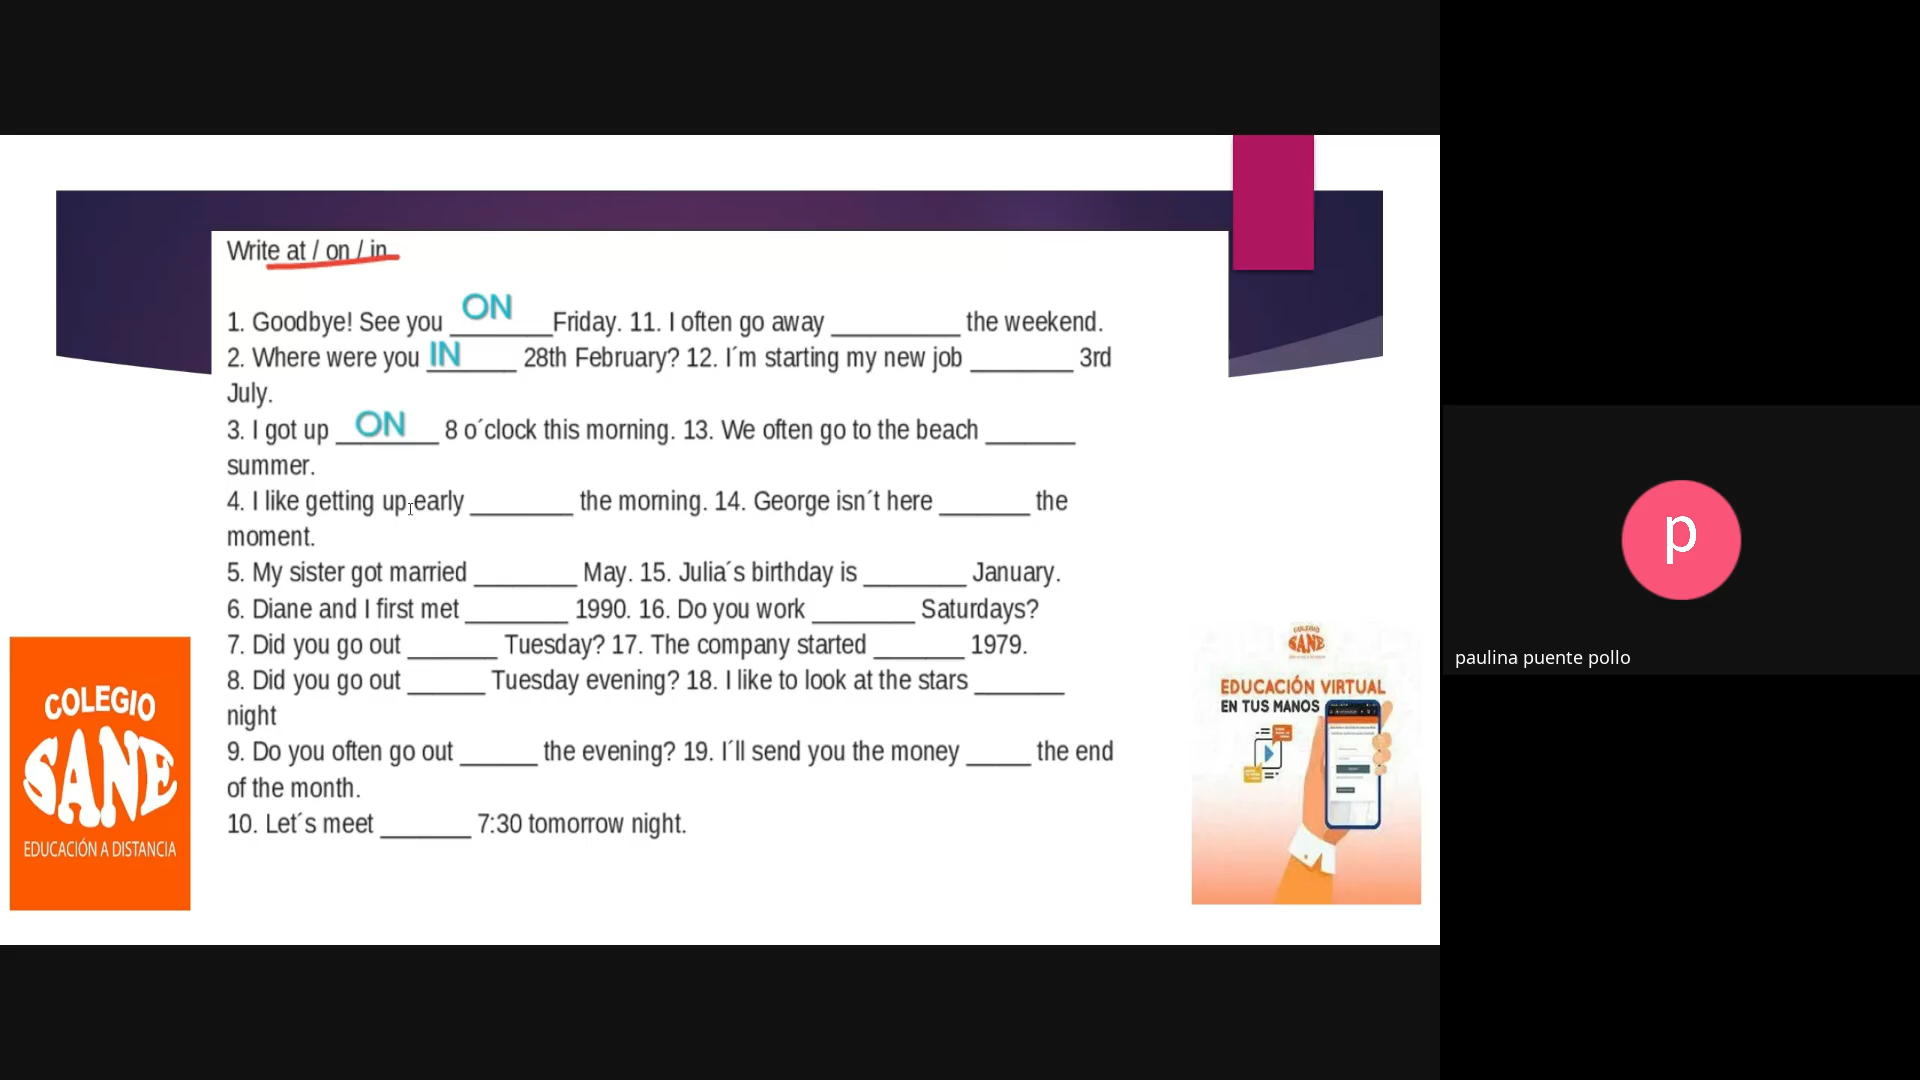 Write at / on / in
1. Goodbye! See you ___ON___Friday. 11. I often go away __________ the weekend.
2. Where were you IN_______ 28th February? 12. I´m starting my new job ________ 3rd
July.
3. I got up ___ON___ 8 o´clock this morning. 13. We often go to the beach _______
summer.
4. I like getting up early ________ the morning. 14. George isn´t here _______ the
moment.
5. My sister got married ________ May. 15. Julia´s birthday is ________ January.
6. Diane and I first met ________ 1990. 16. Do you work ________ Saturdays?
7. Did you go out _______ Tuesday? 17. The company started _______ 1979.
8. Did you go out ______ Tuesday evening? 18. I like to look at the stars _______
night
9. Do you often go out ______ the evening? 19. I´ll send you the money _____ the end
of the month.
10. Let´s meet _______ 7:30 tomorrow night.
COLEGIO
SANE
EDUCACIÓN A DISTANCIA
COLEGIO
SANE
EDUCACIÓN VIRTUAL
EN TUS MANOS
p
paulina puente pollo